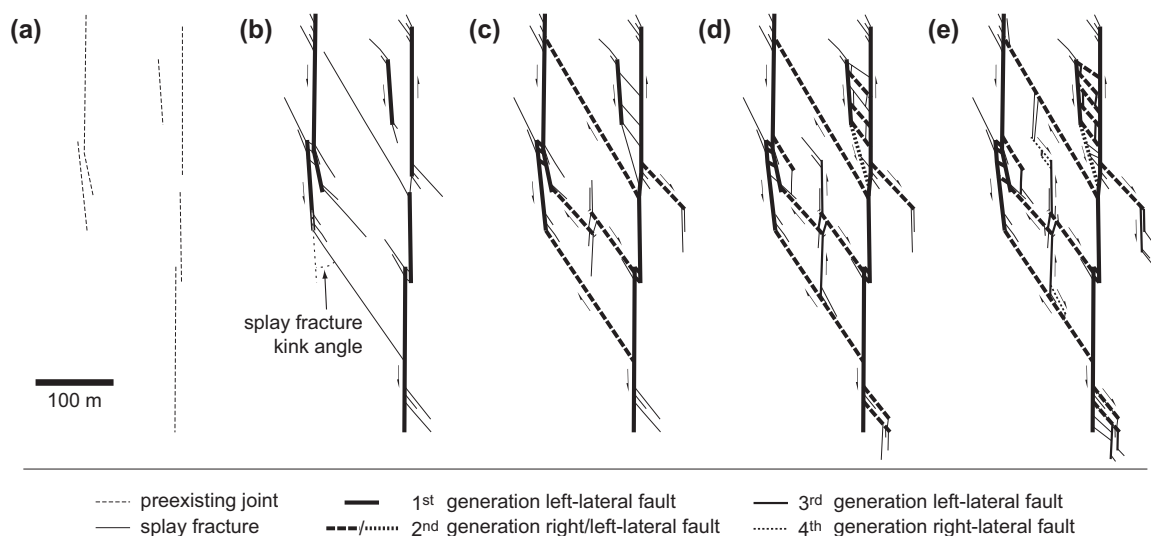 (a)
(b)
(c)
(d)
(e)
splay fracture
kink angle
100 m
preexisting joint
splay fracture
1st generation left-lateral fault
2nd generation right/left-lateral fault
3rd generation left-lateral fault
4th generation right-lateral fault